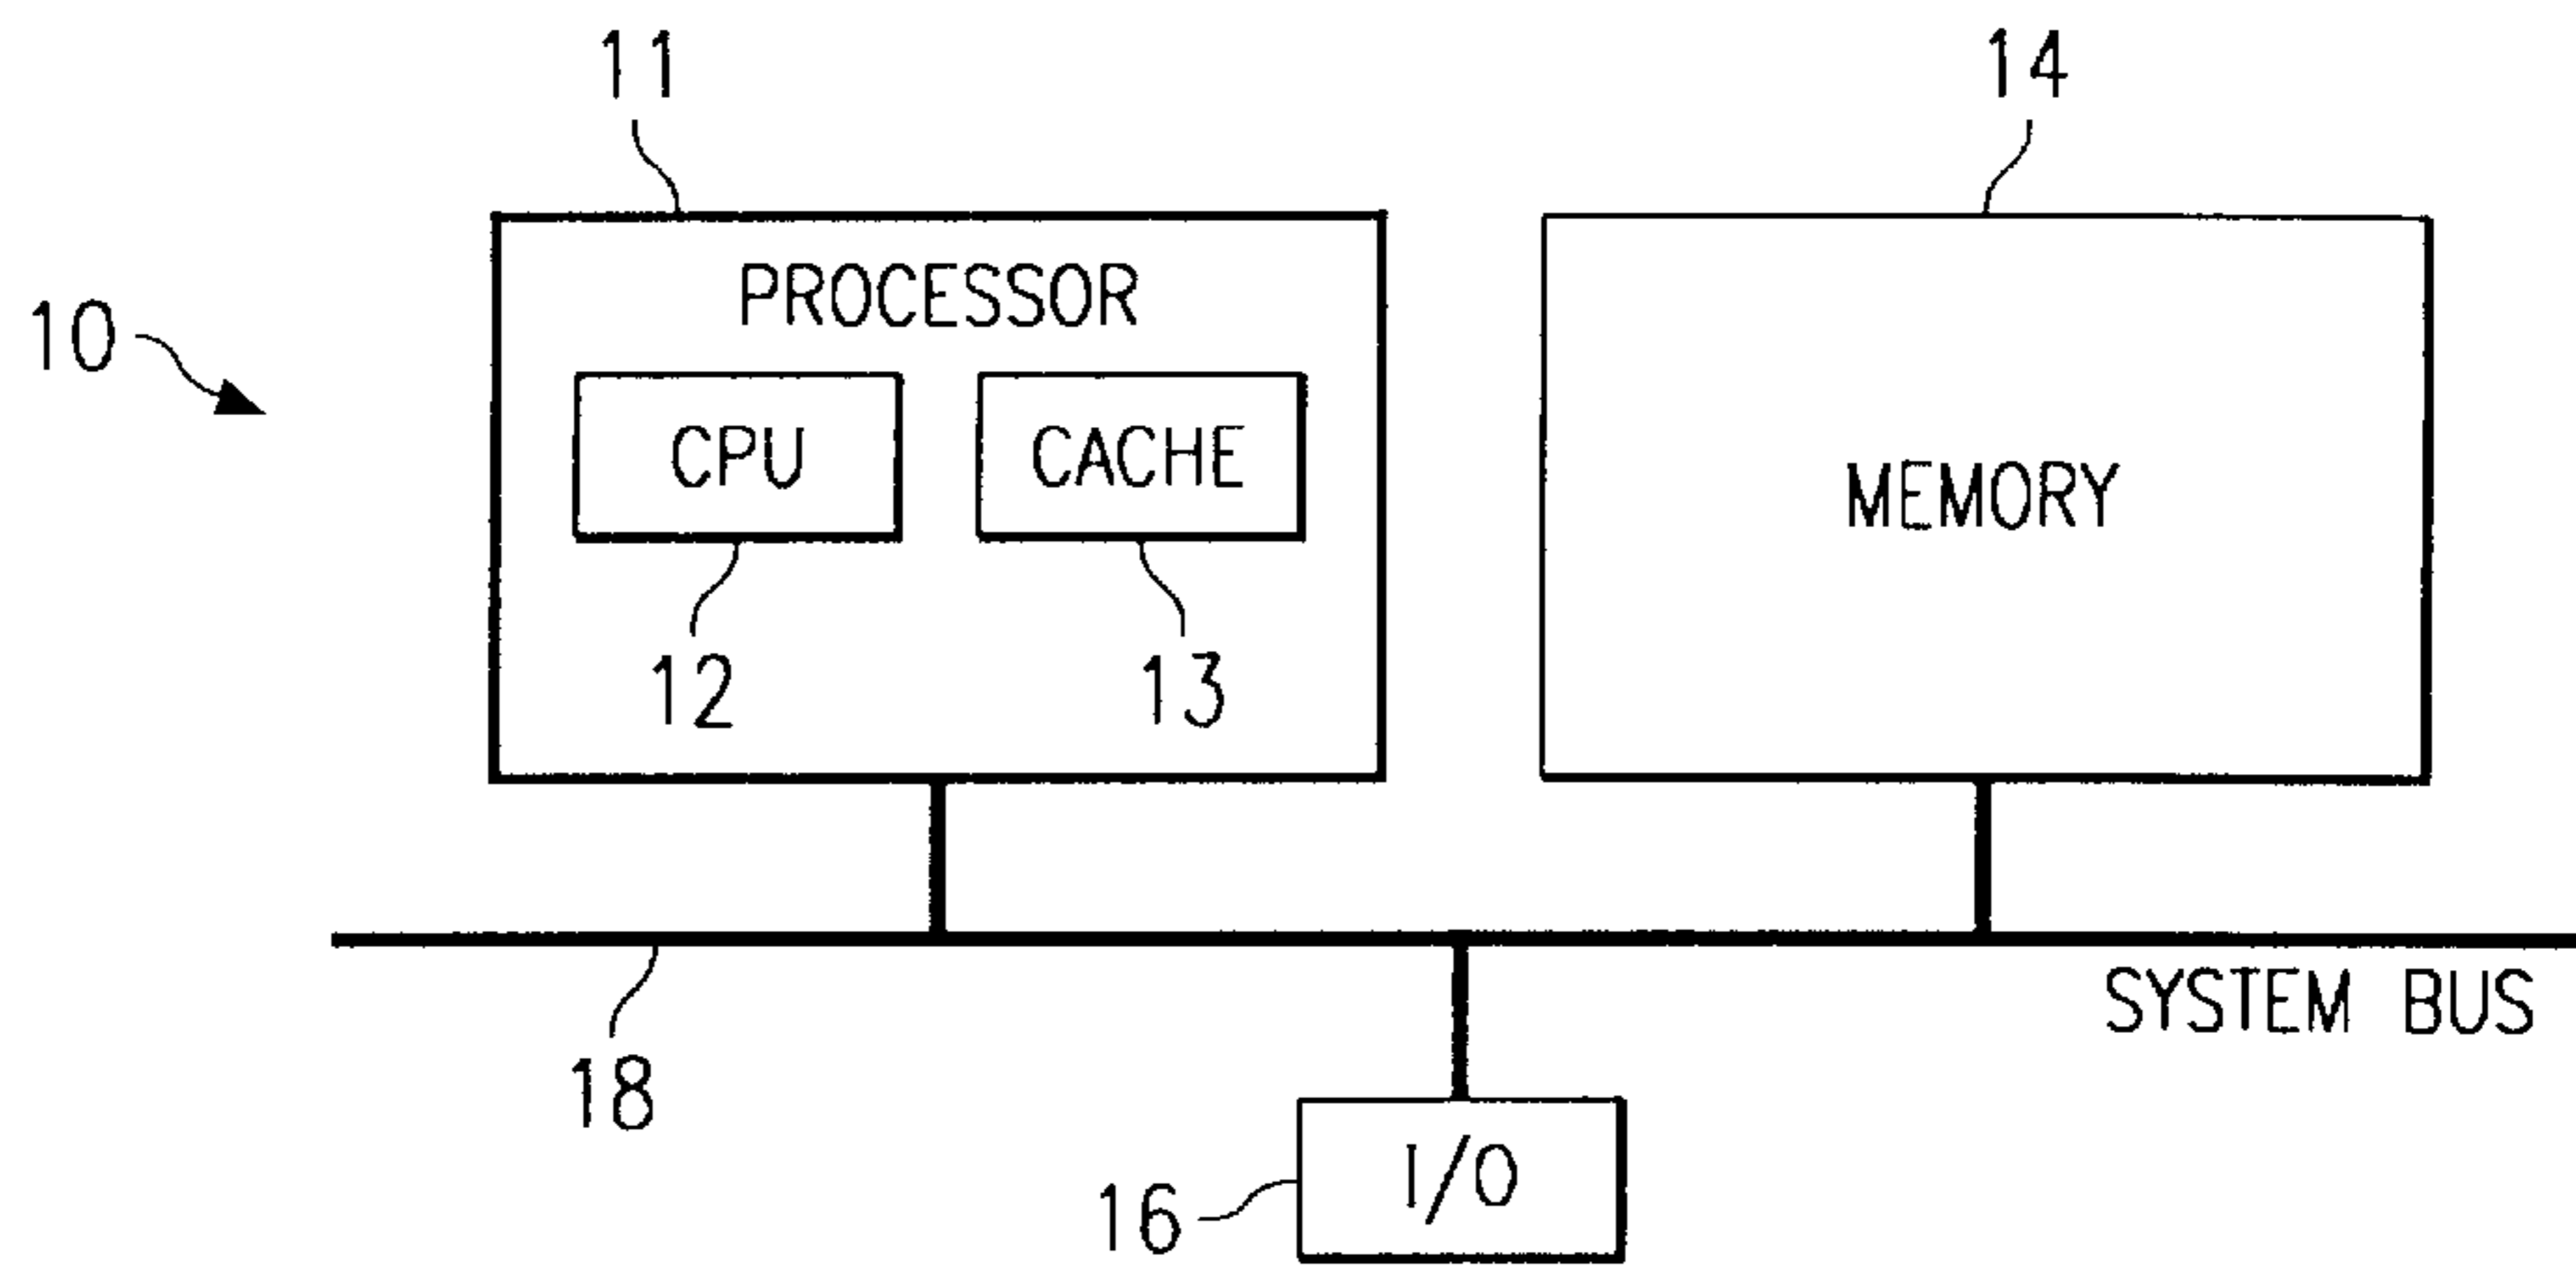 11
14
10
PROCESSOR
CPU
CACHE
MEMORY
12
13
SYSTEM BUS
18
16
I/O